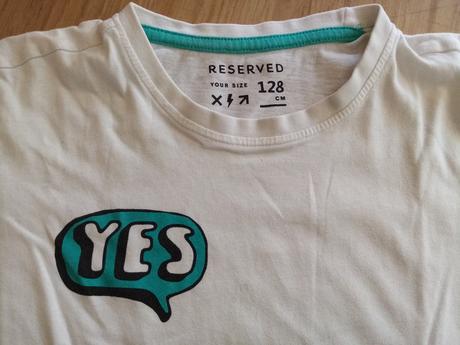 RESERVED
YOUR SIZE 128
CM
YES